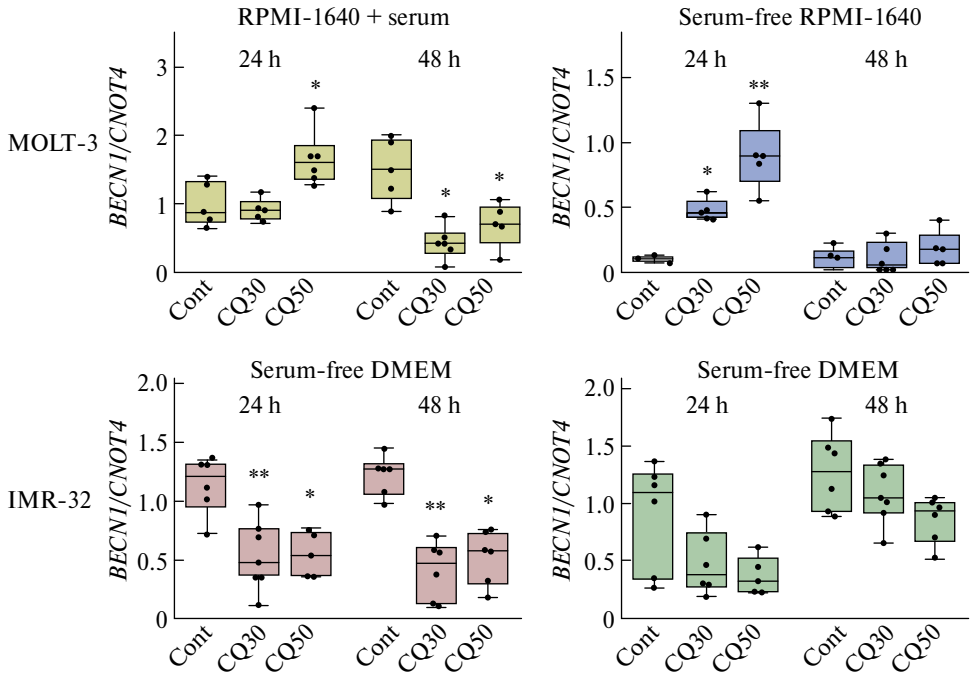 RPMI-1640 + serum
MOLT-3
BECN1/CNOT4
3
2
1
0
24 h
48 h
*
*
*
Cont
CQ30
CQ50
Cont
CQ30
CQ50
Serum-free RPMI-1640
BECN1/CNOT4
1.5
1.0
0.5
0
24 h
48 h
*
**
Cont
CQ30
CQ50
Cont
CQ30
CQ50
Serum-free DMEM
IMR-32
BECN1/CNOT4
2.0
1.5
1.0
0.5
0
24 h
48 h
**
*
**
*
Cont
CQ30
CQ50
Cont
CQ30
CQ50
Serum-free DMEM
BECN1/CNOT4
2.0
1.5
1.0
0.5
0
24 h
48 h
Cont
CQ30
CQ50
Cont
CQ30
CQ50